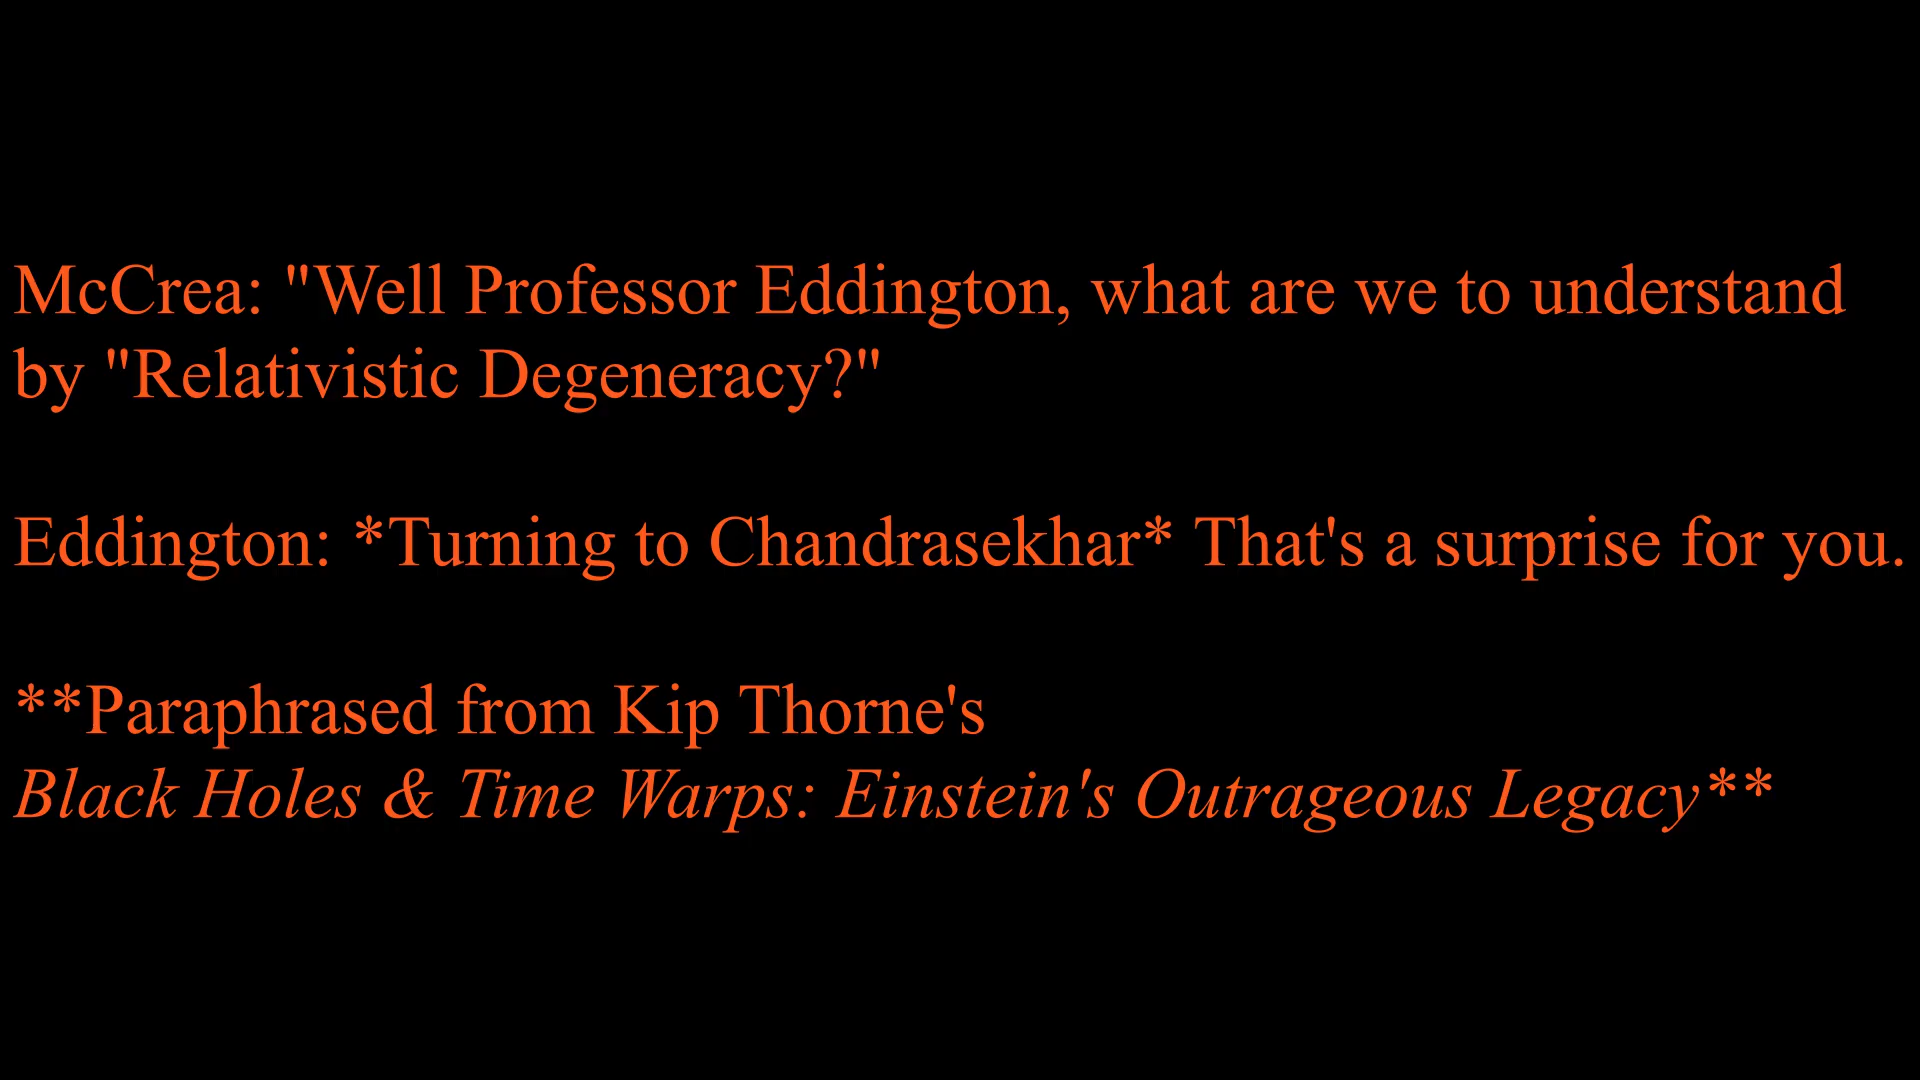 McCrea: "Well Professor Eddington, what are we to understand
by "Relativistic Degeneracy?"
Eddington: *Turning to Chandrasekhar* That's a surprise for you.
**Paraphrased from Kip Thorne's
Black Holes & Time Warps: Einstein's Outrageous Legacy**